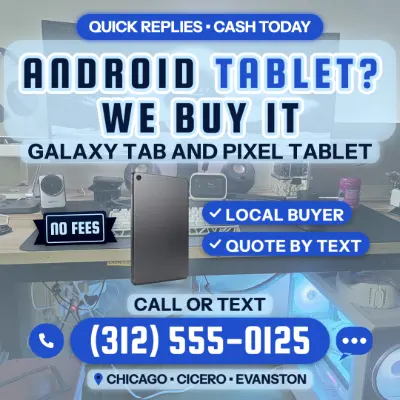 QUICK REPLIES • CASH TODAY
ANDROID TABLET?
WE BUY IT
GALAXY TAB AND PIXEL TABLET
NO FEES
✓ LOCAL BUYER
✓ QUOTE BY TEXT
CALL OR TEXT
(312) 555-0125
CHICAGO • CICERO • EVANSTON